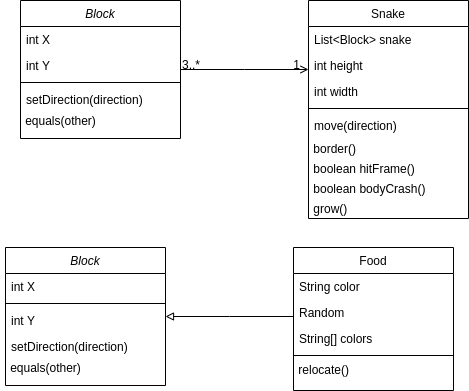 Block
int X
int Y
setDirection(direction)
equals(other)
3..*
1
Snake
List<Block> snake
int height
int width
move(direction)
border()
boolean hitFrame()
boolean bodyCrash()
grow()
Block
int X
int Y
setDirection(direction)
equals(other)
Food
String color
Random
String[] colors
relocate()